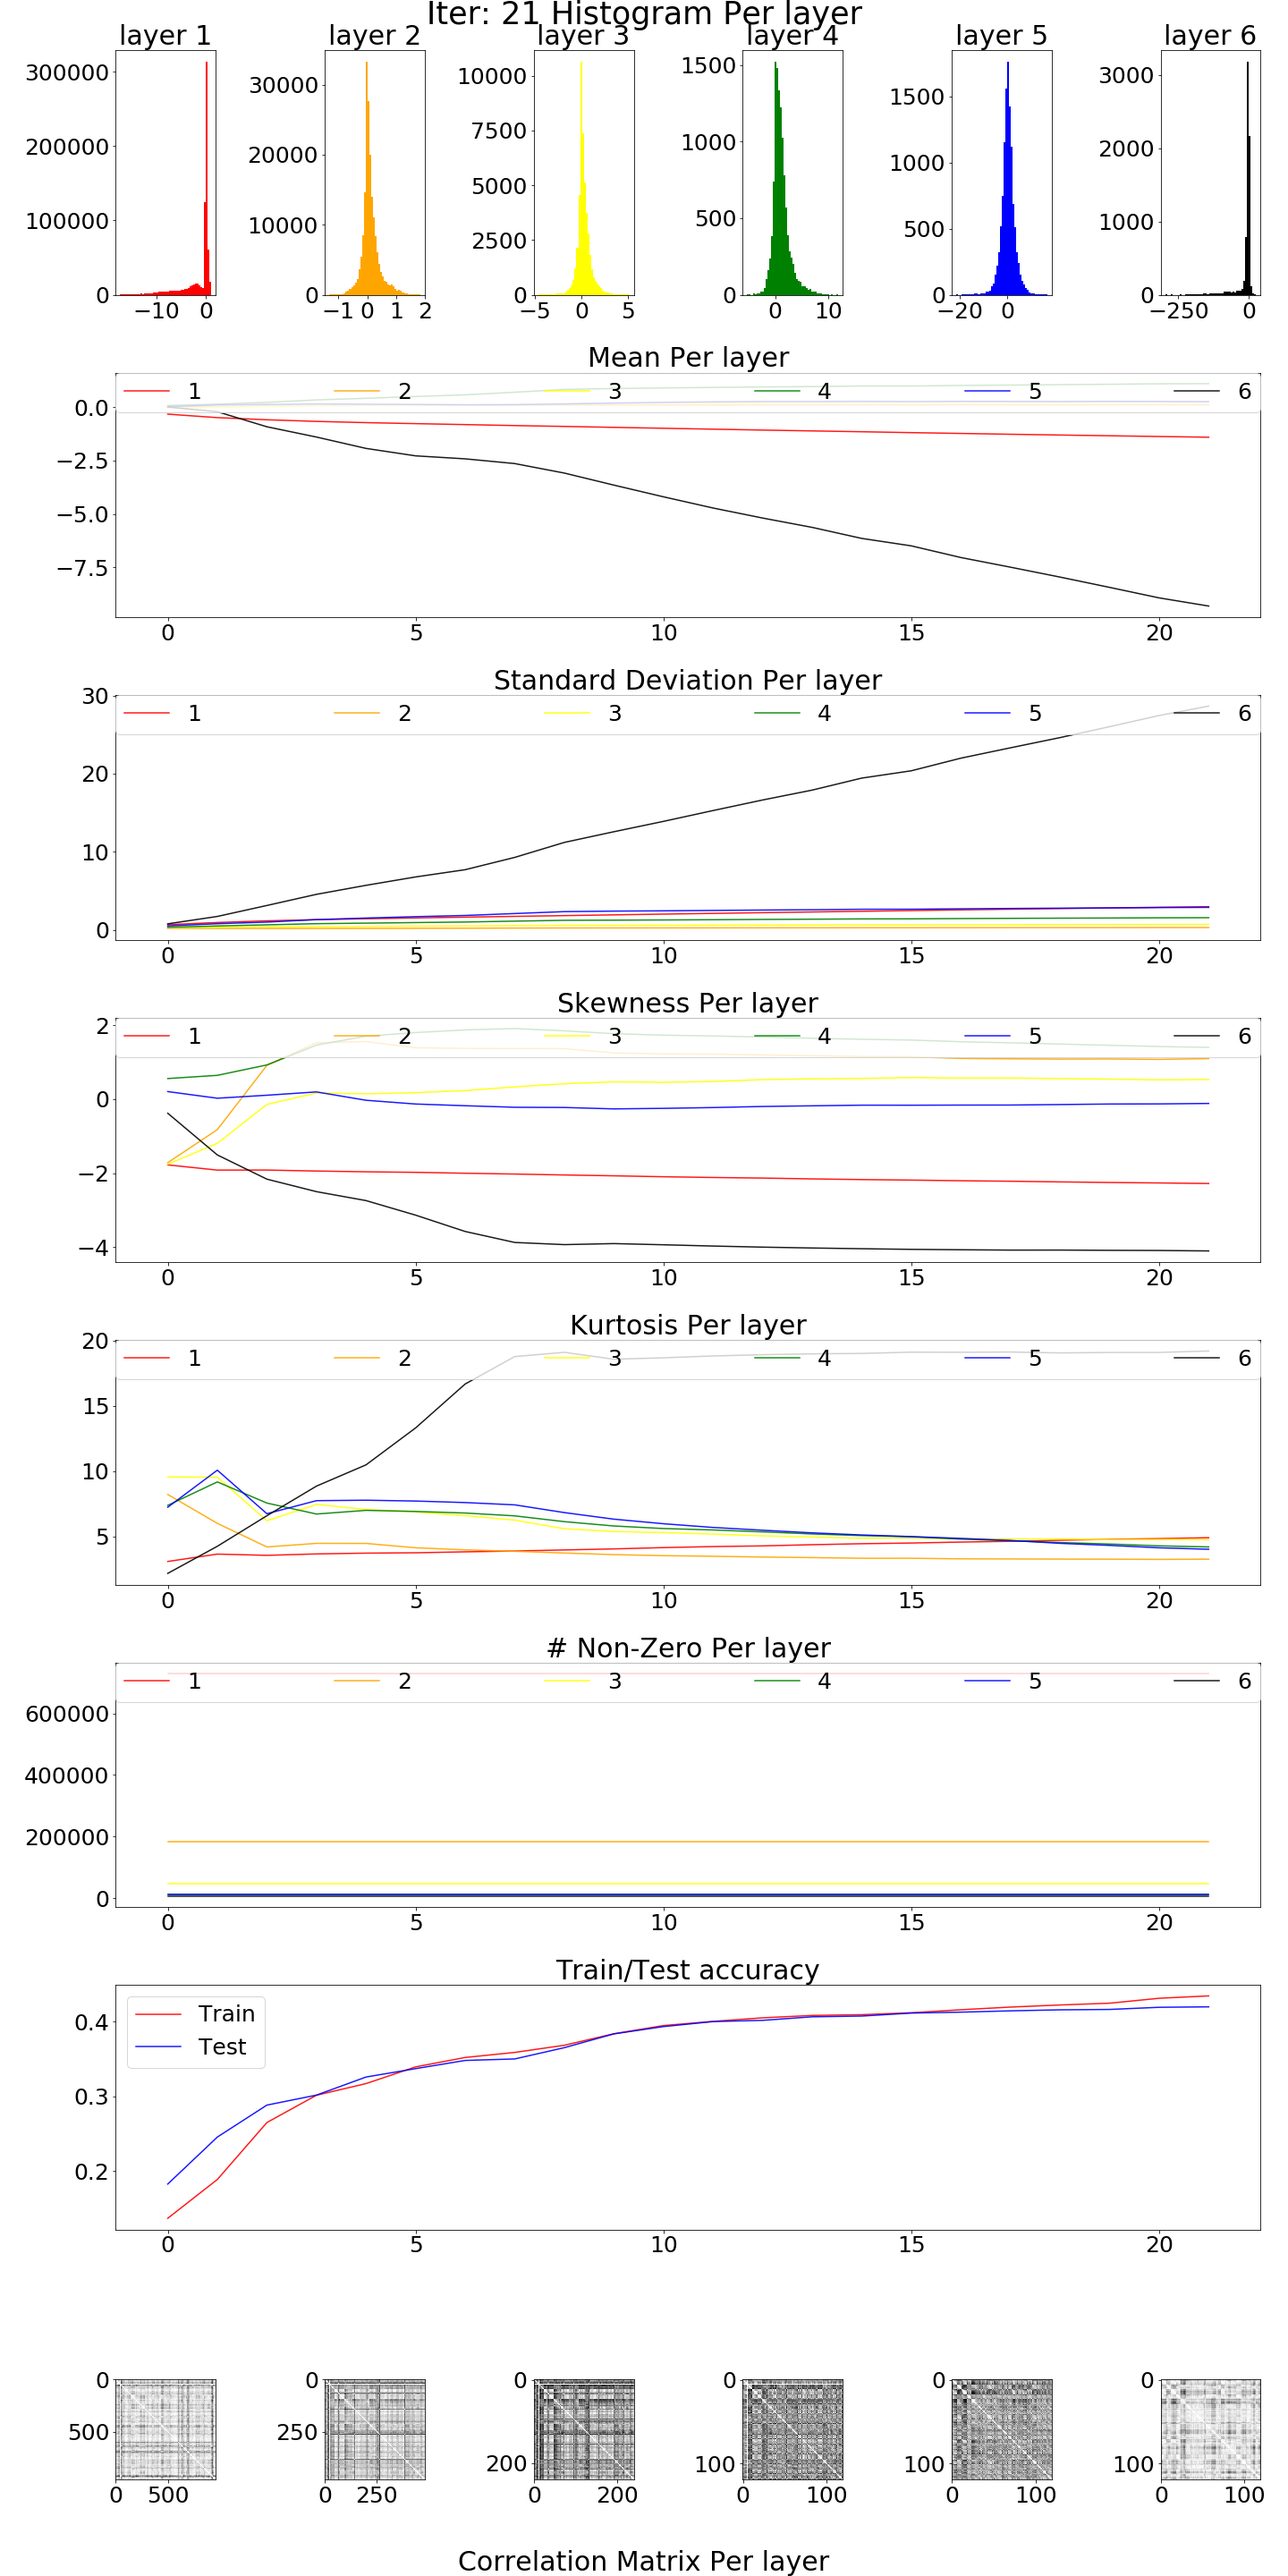 Iter: 21 Histogram Per layer
layer 1 layer 2 layer 3 layer 4 layer 5 layer 6
300000 200000 100000 0
−10 0
30000 20000 10000 0
−1 0 1 2
10000 7500 5000 2500 0
−5 0 5
1500 1000 500 0
0 10
1500 1000 500 0
−20 0
3000 2000 1000 0
−250 0
Mean Per layer
1 2 3 4 5 6
0.0
−2.5
−5.0
−7.5
0 5 10 15 20
Standard Deviation Per layer
1 2 3 4 5 6
30
20
10
0
0 5 10 15 20
Skewness Per layer
1 2 3 4 5 6
2
0
−2
−4
0 5 10 15 20
Kurtosis Per layer
1 2 3 4 5 6
20
15
10
5
0 5 10 15 20
# Non-Zero Per layer
1 2 3 4 5 6
600000
400000
200000
0
0 5 10 15 20
Train/Test accuracy
Train
Test
0.4
0.3
0.2
0 5 10 15 20
0 500
0 500
0 250
0 250
0 200
0 200
0 100
0 100
0 100
0 100
0 100
0 100
Correlation Matrix Per layer